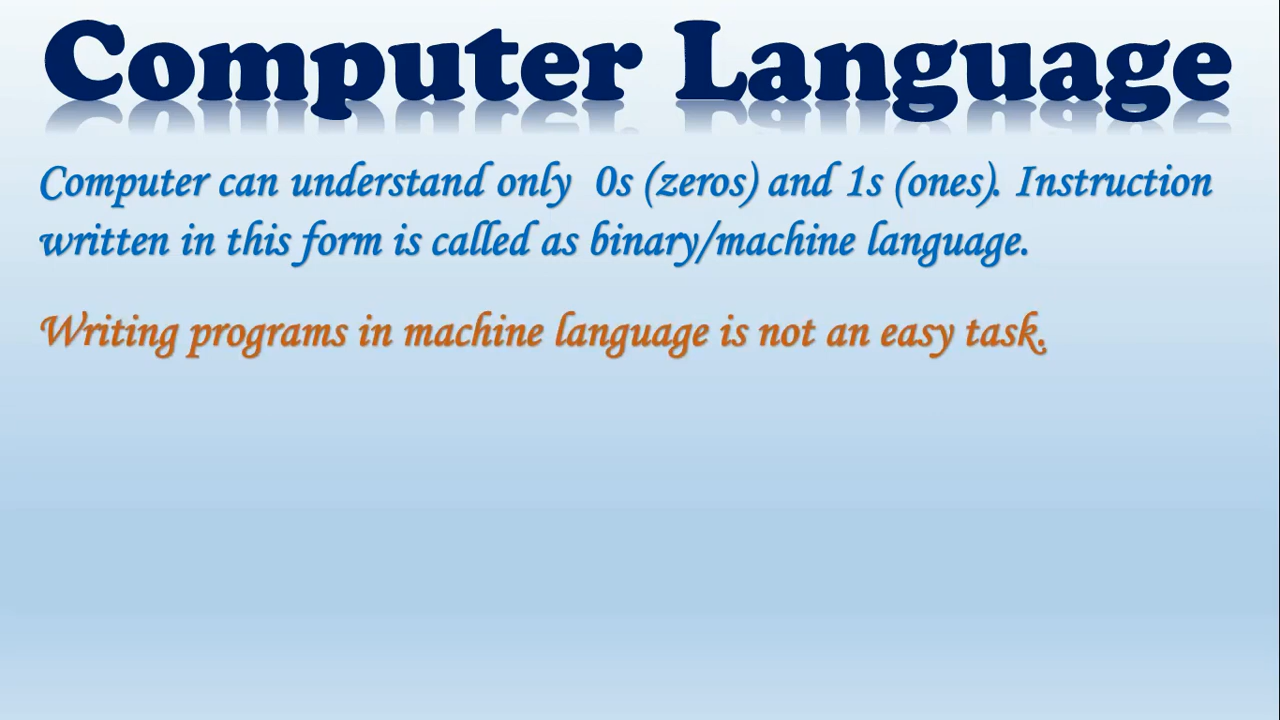 Computer Language
Computer can understand only 0s (zeros) and 1s (ones). Instruction
written in this form is called as binary/machine language.
Writing programs in machine language is not an easy task.